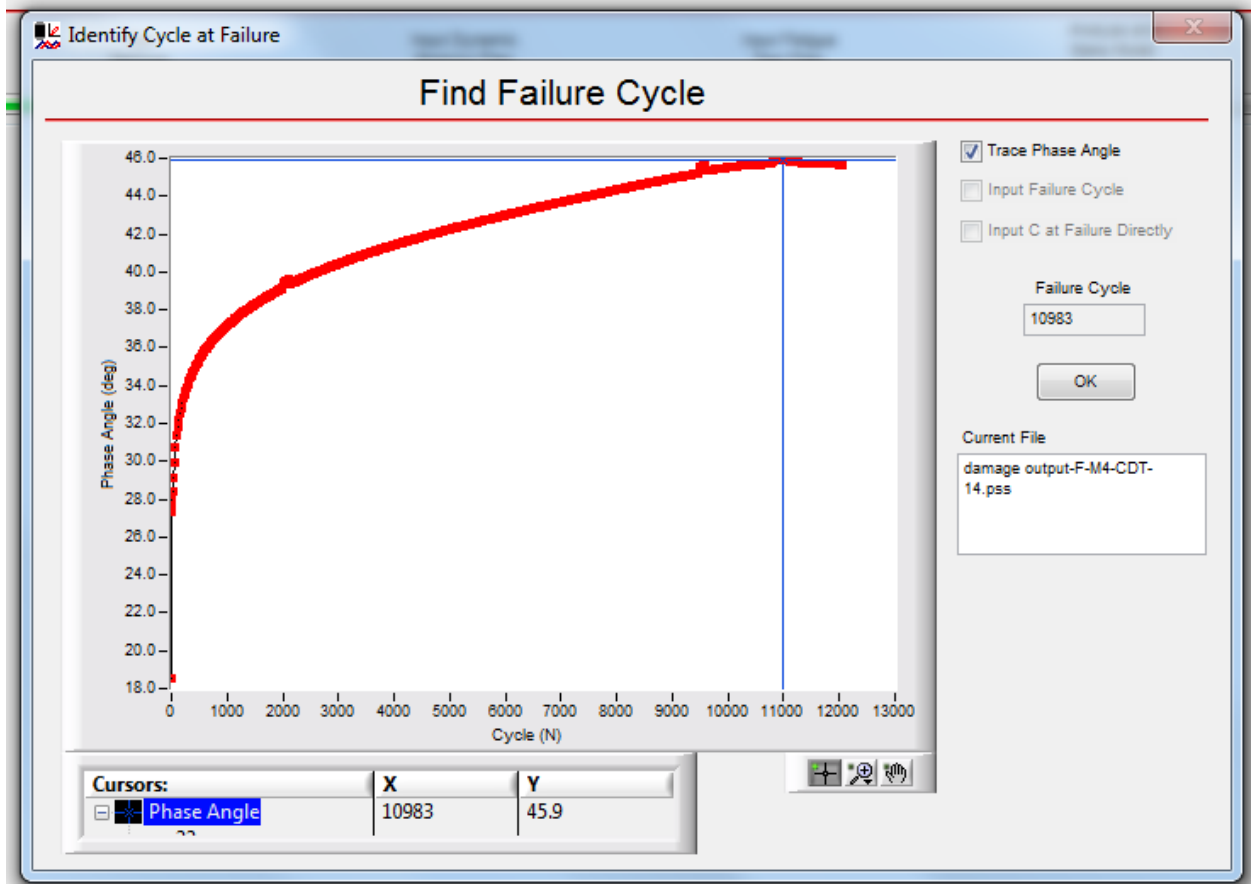 Identify Cycle at Failure
Find Failure Cycle
46.0
44.0
42.0
40.0
38.0
36.0
34.0
32.0
30.0
28.0
26.0
24.0
22.0
20.0
18.0
Phase Angle (deg)
0 1000 2000 3000 4000 5000 6000 7000 8000 9000 10000 11000 12000 13000
Cycle (N)
Trace Phase Angle
Input Failure Cycle
Input C at Failure Directly
Failure Cycle
10983
OK
Current File
damage output-F-M4-CDT-
14.pss
Cursors: X Y
Phase Angle 10983 45.9